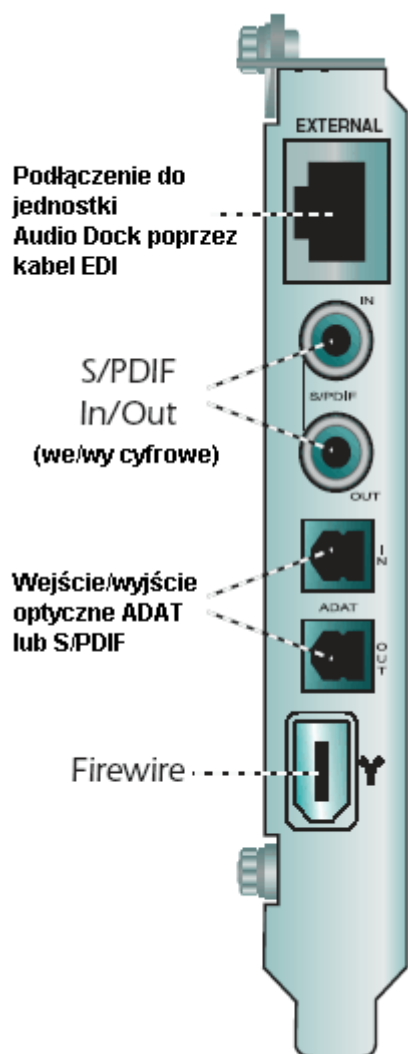 EXTERNAL
Podłączenie do
jednostki
Audio Dock poprzez
kabel EDI
IN
S/PDIF
In/Out
(we/wy cyfrowe)
S/PDIF
OUT
Wejście/wyjście
optyczne ADAT
lub S/PDIF
IN
ADAT
OUT
Firewire